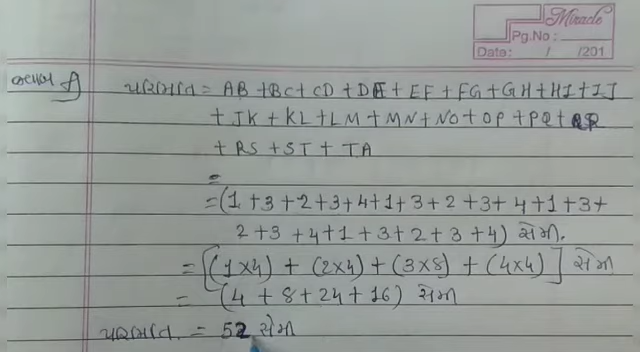 Miracle
Pg.No :
Date: / /201
જવાબ A) પરિમિતિ = AB + BC + CD + DE + EF + FG + GH + HI + IJ
+ JK + KL + LM + MN + NO + OP + PQ + QR
+ RS + ST + TA
=
= (1 + 3 + 2 + 3 + 4 + 1 + 3 + 2 + 3 + 4 + 1 + 3 +
2 + 3 + 4 + 1 + 3 + 2 + 3 + 4) સેમી.
= [(1×4) + (2×4) + (3×8) + (4×4)] સેમી
= (4 + 8 + 24 + 16) સેમી
પરિમિતિ = 52 સેમી